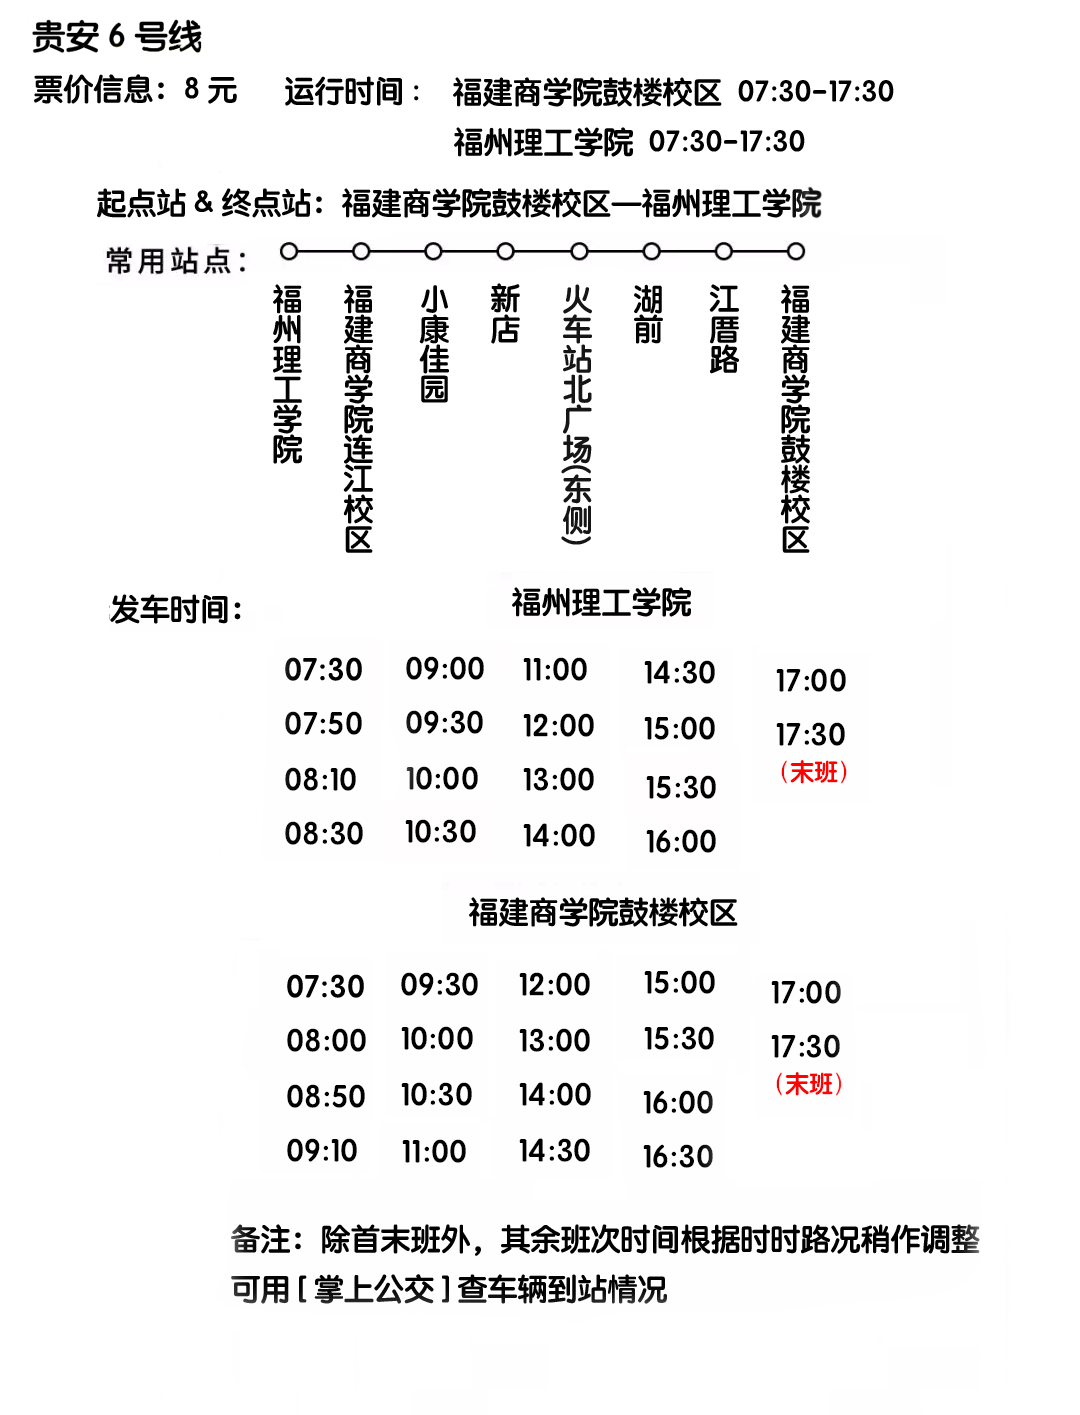 贵安 6 号线
票价信息：8 元 运行时间： 福建商学院鼓楼校区 07:30-17:30
福州理工学院 07:30-17:30
起点站 & 终点站：福建商学院鼓楼校区—福州理工学院
常用站点：
福州理工学院
福建商学院连江校区
小康佳园
新店
火车站北广场(东侧)
湖前
江厝路
福建商学院鼓楼校区
发车时间：
福州理工学院
07:30 09:00 11:00 14:30 17:00
07:50 09:30 12:00 15:00 17:30
（末班）
08:10 10:00 13:00 15:30
08:30 10:30 14:00 16:00
福建商学院鼓楼校区
07:30 09:30 12:00 15:00 17:00
08:00 10:00 13:00 15:30 17:30
（末班）
08:50 10:30 14:00 16:00
09:10 11:00 14:30 16:30
备注：除首末班外，其余班次时间根据时时路况稍作调整
可用 [ 掌上公交 ] 查车辆到站情况